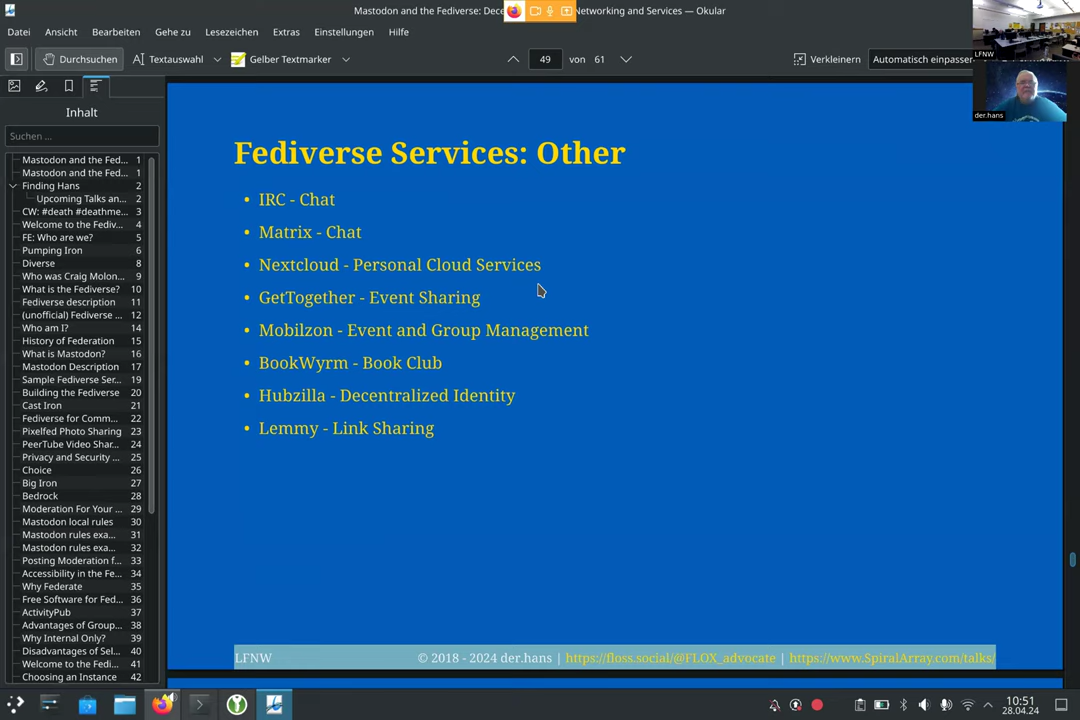 Mastodon and the Fediverse: Dece
Networking and Services — Okular
Datei Ansicht Bearbeiten Gehe zu Lesezeichen Extras Einstellungen Hilfe
Durchsuchen Textauswahl Gelber Textmarker 49 von 61 Verkleinern Automatisch einpassen
LFNW
der.hans
Inhalt
Suchen ...
Mastodon and the Fed... 1
Mastodon and the Fed... 1
Finding Hans 2
Upcoming Talks an... 2
CW: #death #deathme... 3
Welcome to the Fediv... 4
FE: Who are we? 5
Pumping Iron 6
Diverse 8
Who was Craig Molon... 9
What is the Fediverse? 10
Fediverse description 11
(unofficial) Fediverse ... 12
Who am I? 14
History of Federation 15
What is Mastodon? 16
Mastodon Description 17
Sample Fediverse Ser... 19
Building the Fediverse 20
Cast Iron 21
Fediverse for Comm... 22
Pixelfed Photo Sharing 23
PeerTube Video Shar... 24
Privacy and Security ... 25
Choice 26
Big Iron 27
Bedrock 28
Moderation For Your ... 29
Mastodon local rules 30
Mastodon rules exa... 31
Mastodon rules exa... 32
Posting Moderation f... 33
Accessibility in the Fe... 34
Why Federate 35
Free Software for Fed... 36
ActivityPub 37
Advantages of Group... 38
Why Internal Only? 39
Disadvantages of Sel... 40
Welcome to the Fedi... 41
Choosing an Instance 42
Fediverse Services: Other
• IRC - Chat
• Matrix - Chat
• Nextcloud - Personal Cloud Services
• GetTogether - Event Sharing
• Mobilzon - Event and Group Management
• BookWyrm - Book Club
• Hubzilla - Decentralized Identity
• Lemmy - Link Sharing
LFNW © 2018 - 2024 der.hans | https://floss.social/@FLOX_advocate | https://www.SpiralArray.com/talks/
10:51
28.04.24